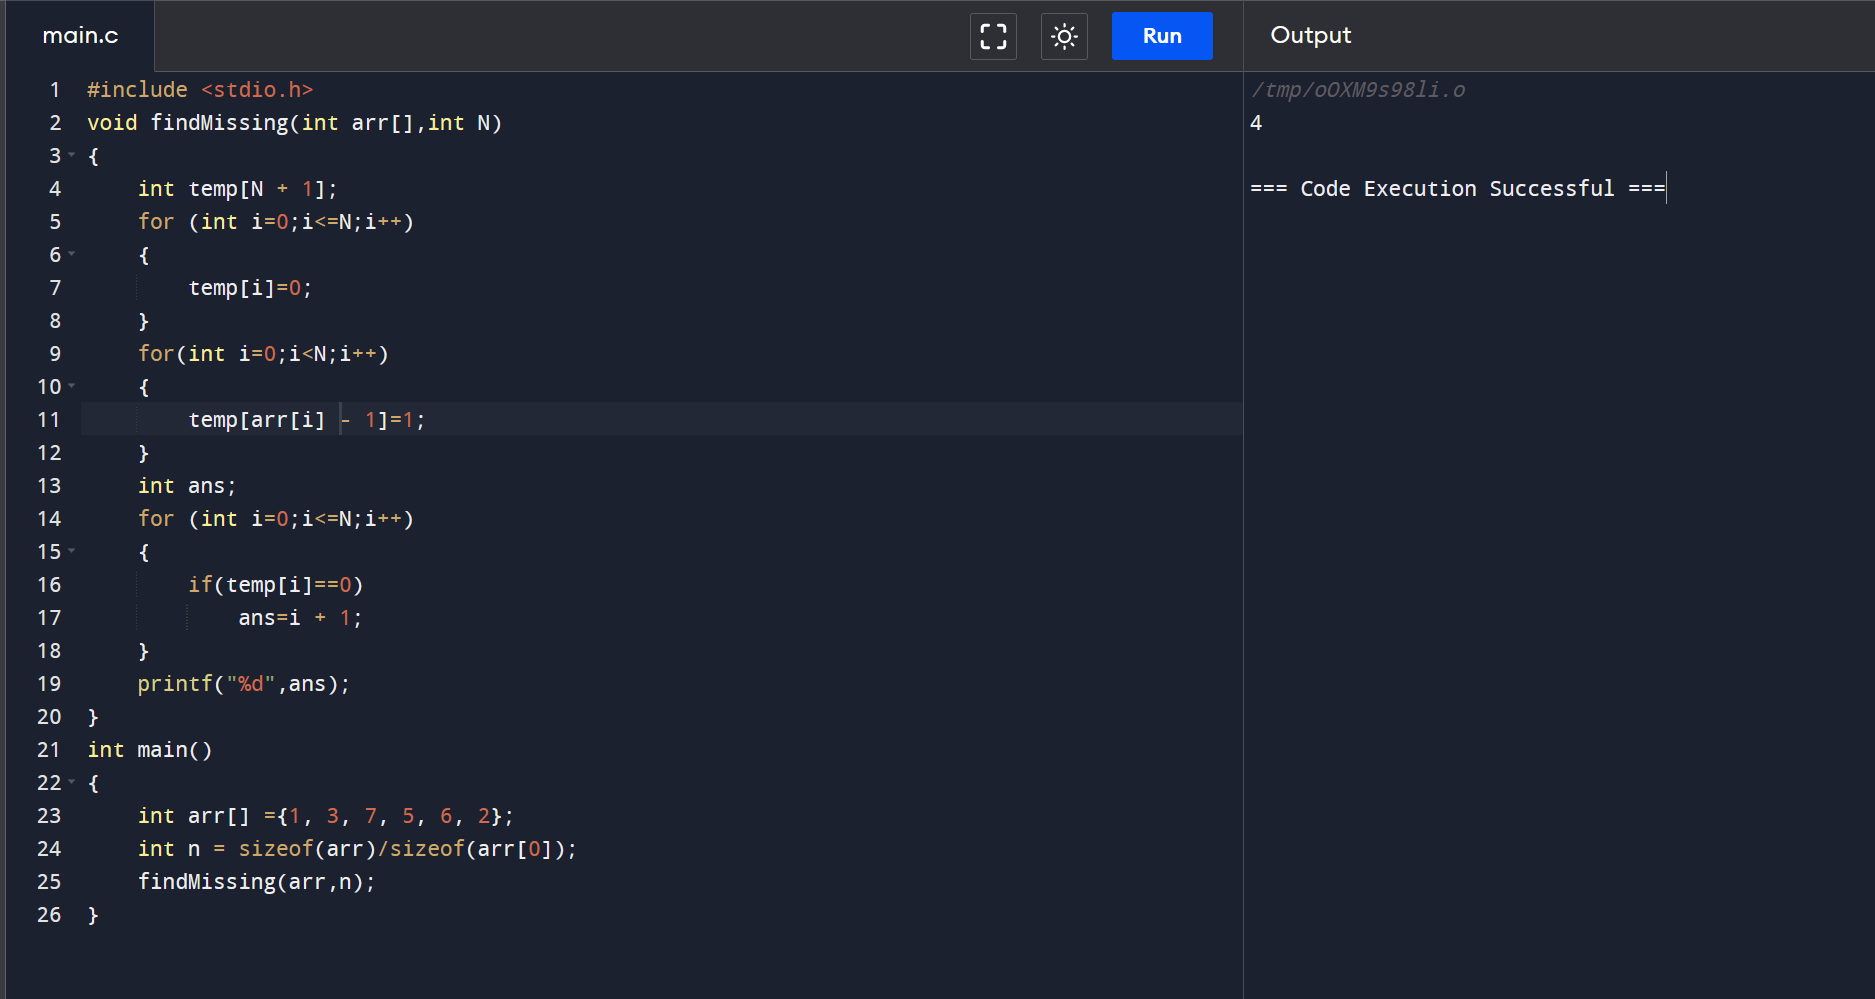 main.c
Run
Output
1 #include <stdio.h>
2 void findMissing(int arr[],int N)
3 {
4     int temp[N + 1];
5     for (int i=0;i<=N;i++)
6     {
7         temp[i]=0;
8     }
9     for(int i=0;i<N;i++)
10     {
11         temp[arr[i] - 1]=1;
12     }
13     int ans;
14     for (int i=0;i<=N;i++)
15     {
16         if(temp[i]==0)
17             ans=i + 1;
18     }
19     printf("%d",ans);
20 }
21 int main()
22 {
23     int arr[] ={1, 3, 7, 5, 6, 2};
24     int n = sizeof(arr)/sizeof(arr[0]);
25     findMissing(arr,n);
26 }
/tmp/oOXM9s98li.o
4
=== Code Execution Successful ===